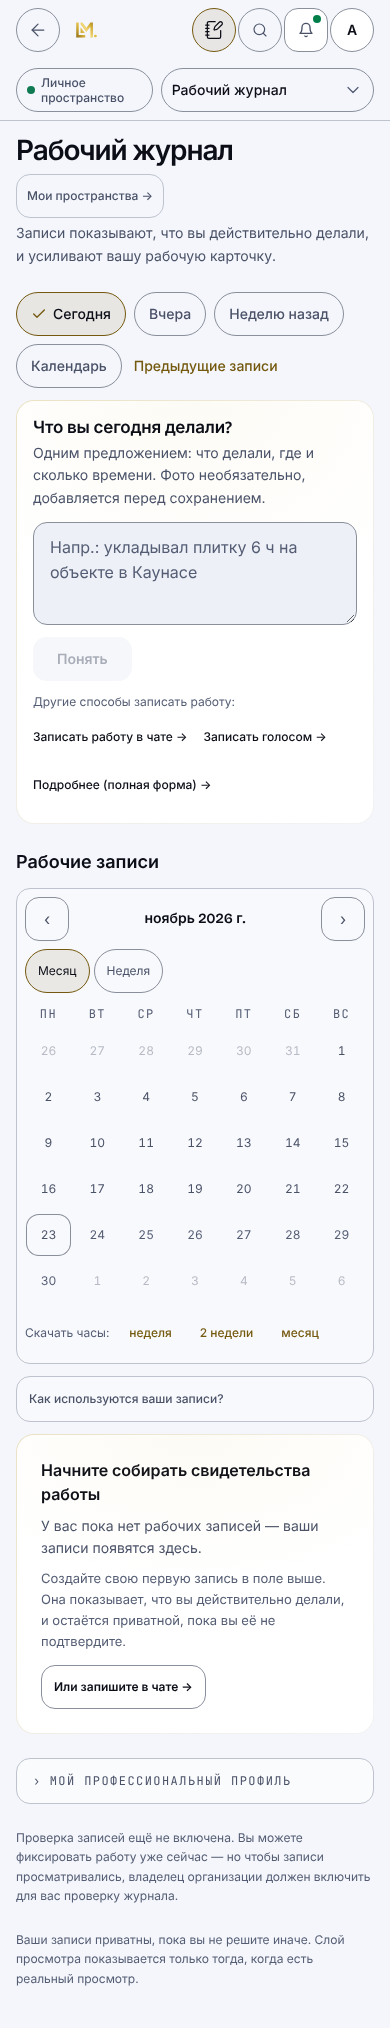 LM.
A
Личное
пространство
Рабочий журнал
Рабочий журнал
Мои пространства →
Записи показывают, что вы действительно делали,
и усиливают вашу рабочую карточку.
Сегодня
Вчера
Неделю назад
Календарь
Предыдущие записи
Что вы сегодня делали?
Одним предложением: что делали, где и
сколько времени. Фото необязательно,
добавляется перед сохранением.
Напр.: укладывал плитку 6 ч на
объекте в Каунасе
Понять
Другие способы записать работу:
Записать работу в чате → Записать голосом →
Подробнее (полная форма) →
Рабочие записи
‹ ноябрь 2026 г. ›
Месяц Неделя
ПН ВТ СР ЧТ ПТ СБ ВС
26 27 28 29 30 31 1
2 3 4 5 6 7 8
9 10 11 12 13 14 15
16 17 18 19 20 21 22
23 24 25 26 27 28 29
30 1 2 3 4 5 6
Скачать часы: неделя 2 недели месяц
Как используются ваши записи?
Начните собирать свидетельства
работы
У вас пока нет рабочих записей — ваши
записи появятся здесь.
Создайте свою первую запись в поле выше.
Она показывает, что вы действительно делали,
и остаётся приватной, пока вы её не
подтвердите.
Или запишите в чате →
› МОЙ ПРОФЕССИОНАЛЬНЫЙ ПРОФИЛЬ
Проверка записей ещё не включена. Вы можете
фиксировать работу уже сейчас — но чтобы записи
просматривались, владелец организации должен включить
для вас проверку журнала.
Ваши записи приватны, пока вы не решите иначе. Слой
просмотра показывается только тогда, когда есть
реальный просмотр.